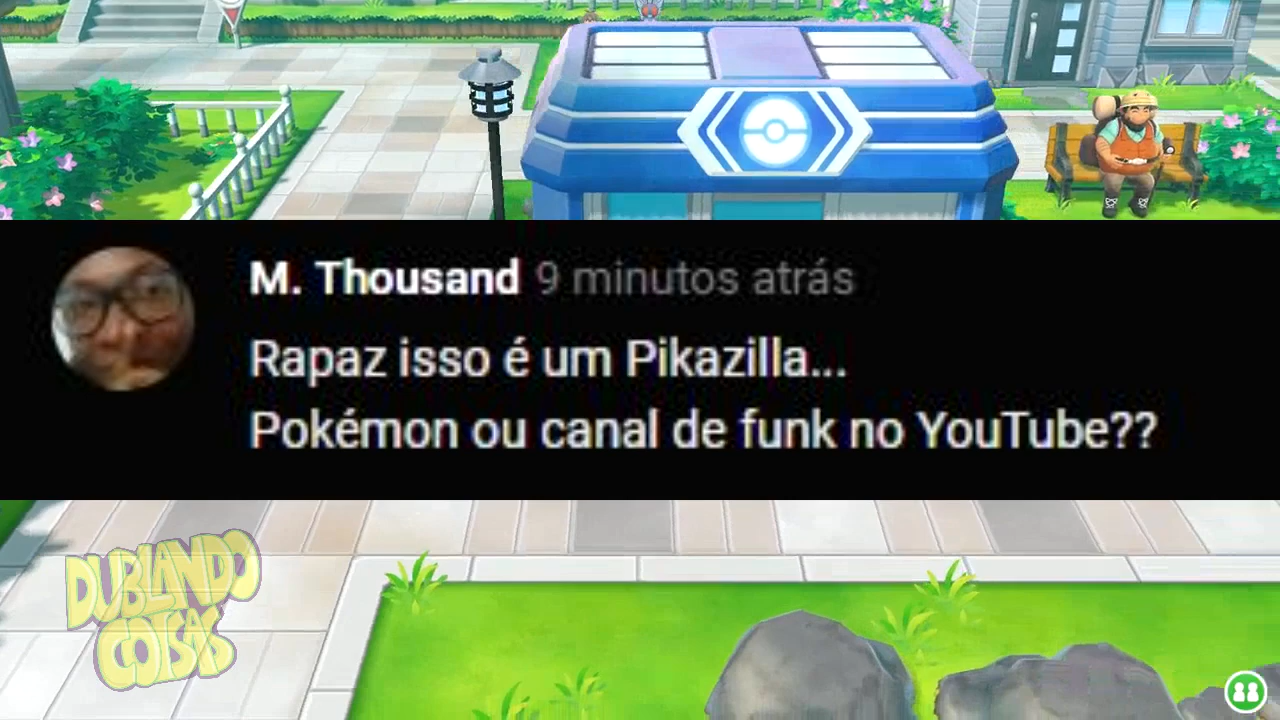 M. Thousand 9 minutos atrás
Rapaz isso é um Pikazilla...
Pokémon ou canal de funk no YouTube??
DUBLANDO
COISAS